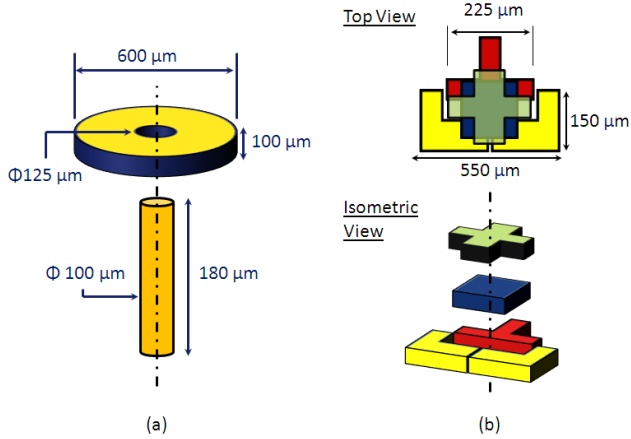 600 µm
100 µm
Φ125 µm
Φ 100 µm
180 µm
(a)
Top View
225 µm
150 µm
550 µm
Isometric
View
(b)